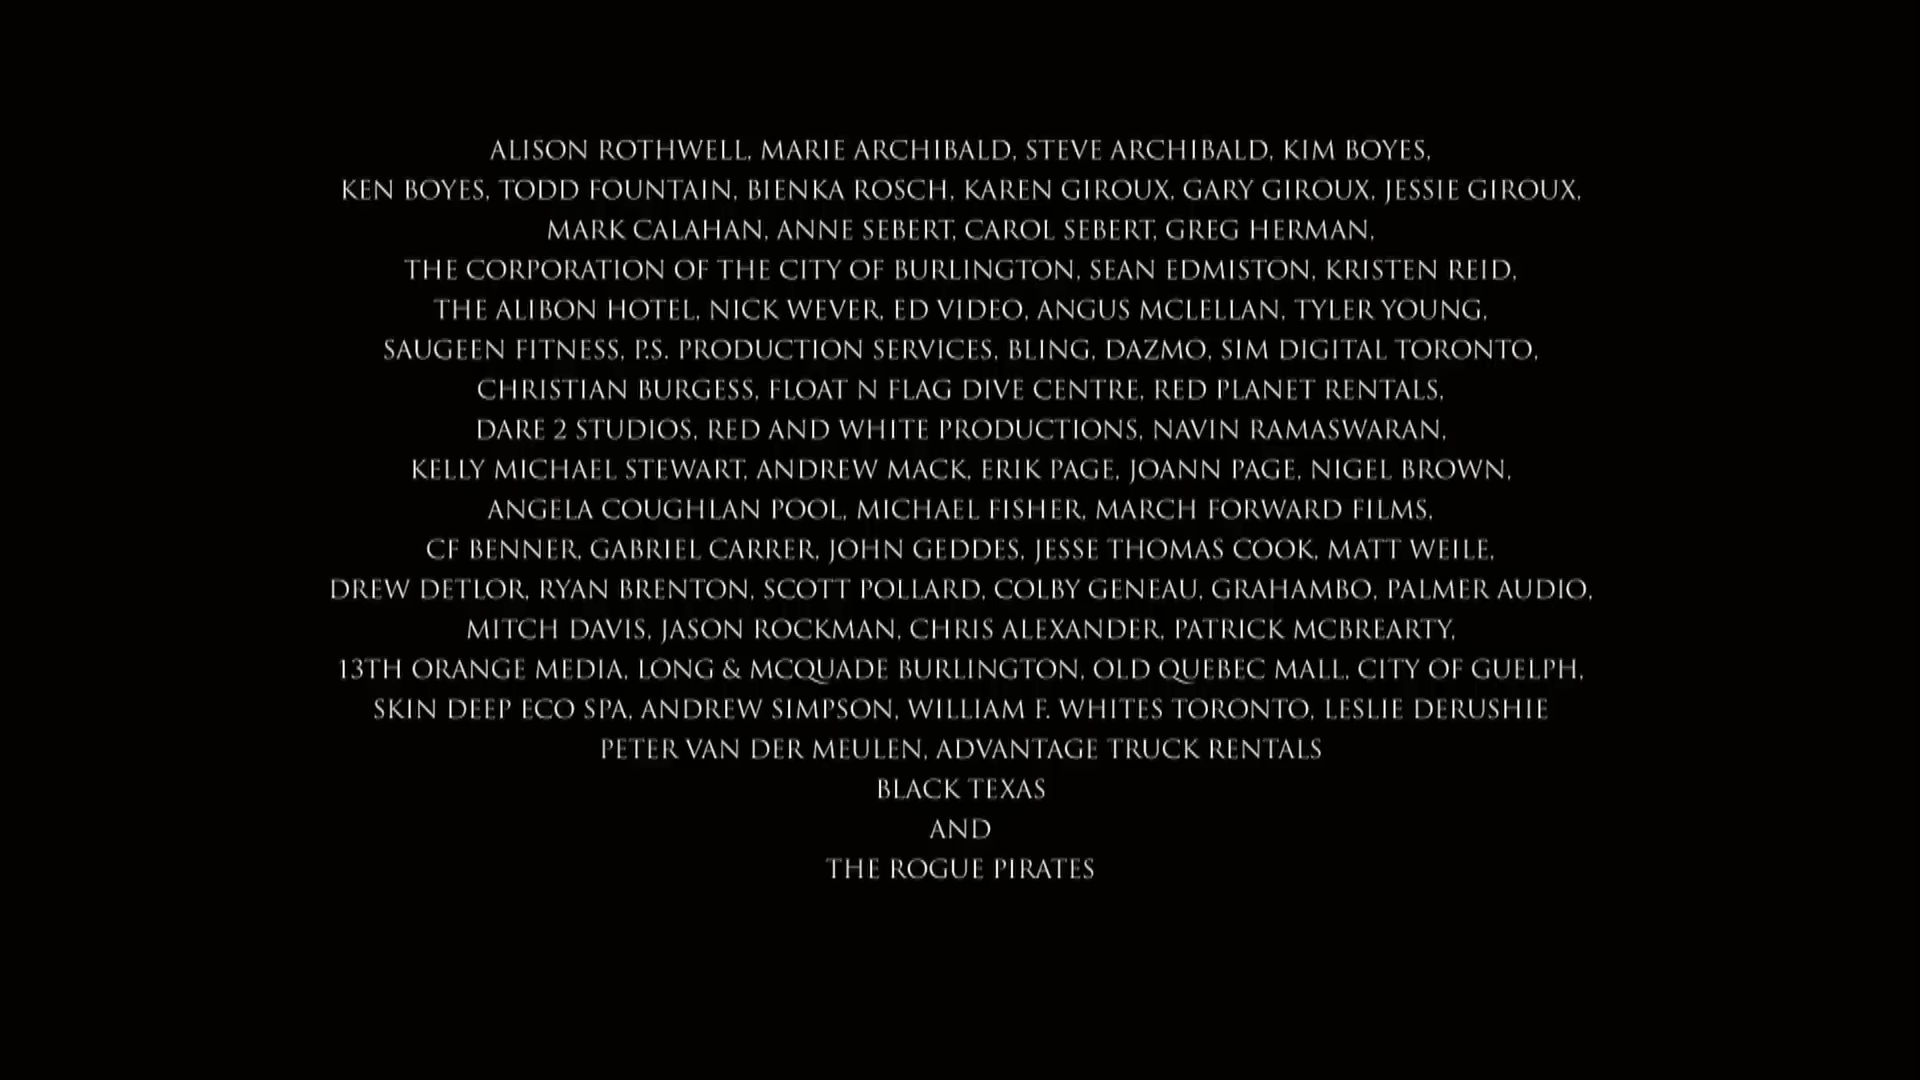 ALISON ROTHWELL, MARIE ARCHIBALD, STEVE ARCHIBALD, KIM BOYES,
KEN BOYES, TODD FOUNTAIN, BIENKA ROSCH, KAREN GIROUX, GARY GIROUX, JESSIE GIROUX,
MARK CALAHAN, ANNE SEBERT, CAROL SEBERT, GREG HERMAN,
THE CORPORATION OF THE CITY OF BURLINGTON, SEAN EDMISTON, KRISTEN REID,
THE ALIBON HOTEL, NICK WEVER, ED VIDEO, ANGUS MCLELLAN, TYLER YOUNG,
SAUGEEN FITNESS, P.S. PRODUCTION SERVICES, BLING, DAZMO, SIM DIGITAL TORONTO,
CHRISTIAN BURGESS, FLOAT N FLAG DIVE CENTRE, RED PLANET RENTALS,
DARE 2 STUDIOS, RED AND WHITE PRODUCTIONS, NAVIN RAMASWARAN,
KELLY MICHAEL STEWART, ANDREW MACK, ERIK PAGE, JOANN PAGE, NIGEL BROWN,
ANGELA COUGHLAN POOL, MICHAEL FISHER, MARCH FORWARD FILMS,
CF BENNER, GABRIEL CARRER, JOHN GEDDES, JESSE THOMAS COOK, MATT WEILE,
DREW DETLOR, RYAN BRENTON, SCOTT POLLARD, COLBY GENEAU, GRAHAMBO, PALMER AUDIO,
MITCH DAVIS, JASON ROCKMAN, CHRIS ALEXANDER, PATRICK MCBREARTY,
13TH ORANGE MEDIA, LONG & MCQUADE BURLINGTON, OLD QUEBEC MALL, CITY OF GUELPH,
SKIN DEEP ECO SPA, ANDREW SIMPSON, WILLIAM F. WHITES TORONTO, LESLIE DERUSHIE
PETER VAN DER MEULEN, ADVANTAGE TRUCK RENTALS
BLACK TEXAS
AND
THE ROGUE PIRATES